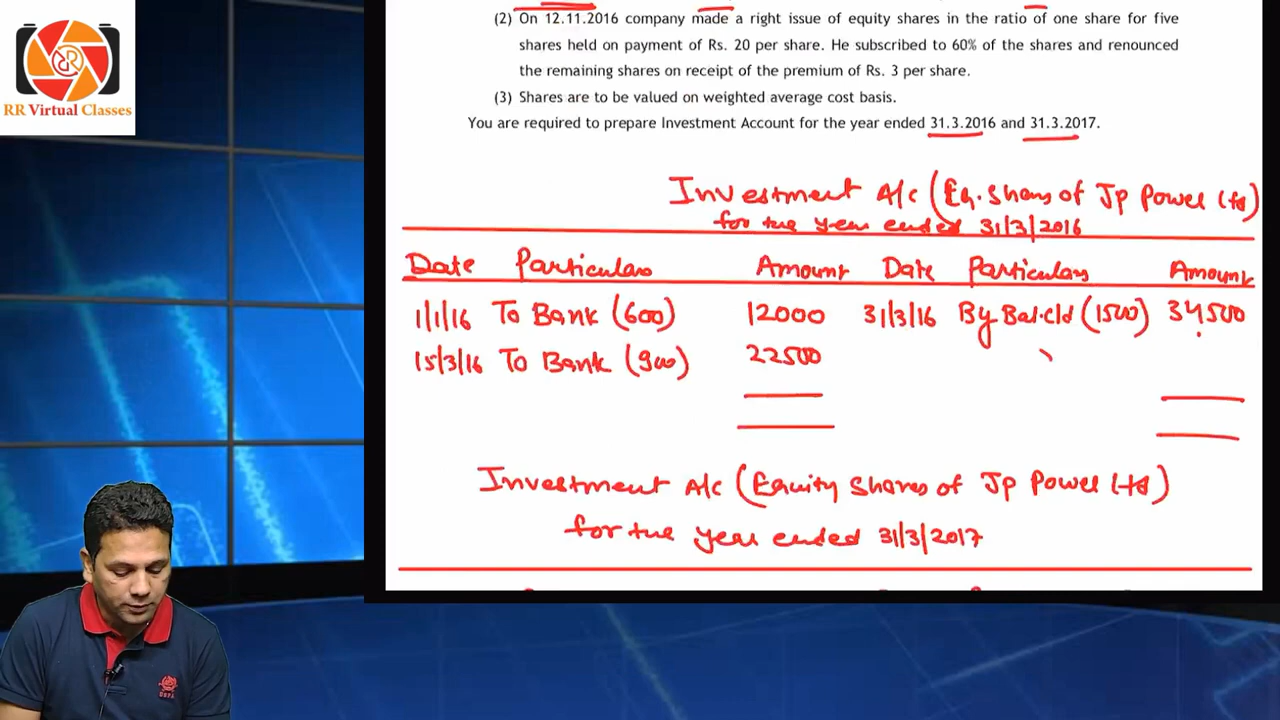 RR Virtual Classes
(2) On 12.11.2016 company made a right issue of equity shares in the ratio of one share for five
shares held on payment of Rs. 20 per share. He subscribed to 60% of the shares and renounced
the remaining shares on receipt of the premium of Rs. 3 per share.
(3) Shares are to be valued on weighted average cost basis.
You are required to prepare Investment Account for the year ended 31.3.2016 and 31.3.2017.
Investment A/c (Eq. Shares of Jp Power Ltd)
for the year ended 31/3/2016
Date Particulars Amount Date Particulars Amount
1/1/16 To Bank (600) 12000 31/3/16 By Bal. c/d (1500) 34500
15/3/16 To Bank (900) 22500
Investment A/c (Equity Shares of Jp Power Ltd)
for the year ended 31/3/2017